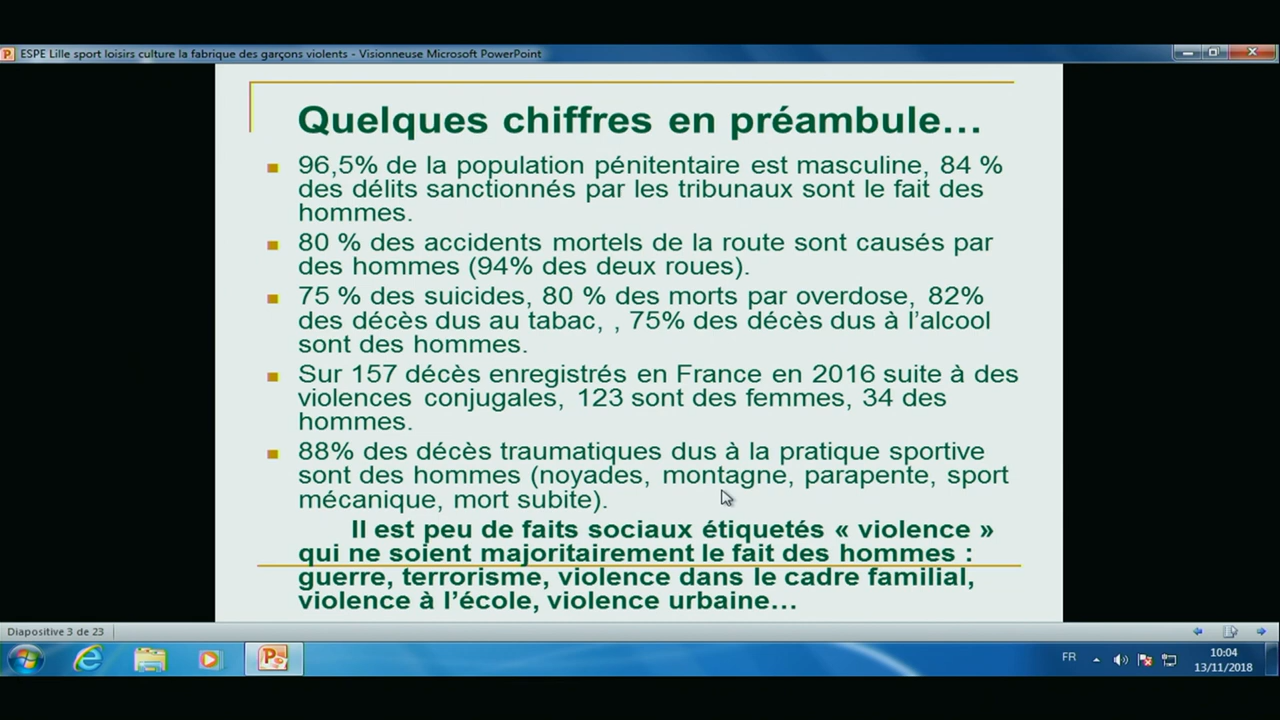 ESPE Lille sport loisirs culture la fabrique des garçons violents - Visionneuse Microsoft PowerPoint
Quelques chiffres en préambule…
96,5% de la population pénitentaire est masculine, 84 %
des délits sanctionnés par les tribunaux sont le fait des
hommes.
80 % des accidents mortels de la route sont causés par
des hommes (94% des deux roues).
75 % des suicides, 80 % des morts par overdose, 82%
des décès dus au tabac, , 75% des décès dus à l’alcool
sont des hommes.
Sur 157 décès enregistrés en France en 2016 suite à des
violences conjugales, 123 sont des femmes, 34 des
hommes.
88% des décès traumatiques dus à la pratique sportive
sont des hommes (noyades, montagne, parapente, sport
mécanique, mort subite).
Il est peu de faits sociaux étiquetés « violence »
qui ne soient majoritairement le fait des hommes :
guerre, terrorisme, violence dans le cadre familial,
violence à l’école, violence urbaine…
Diapositive 3 de 23
FR
10:04
13/11/2018